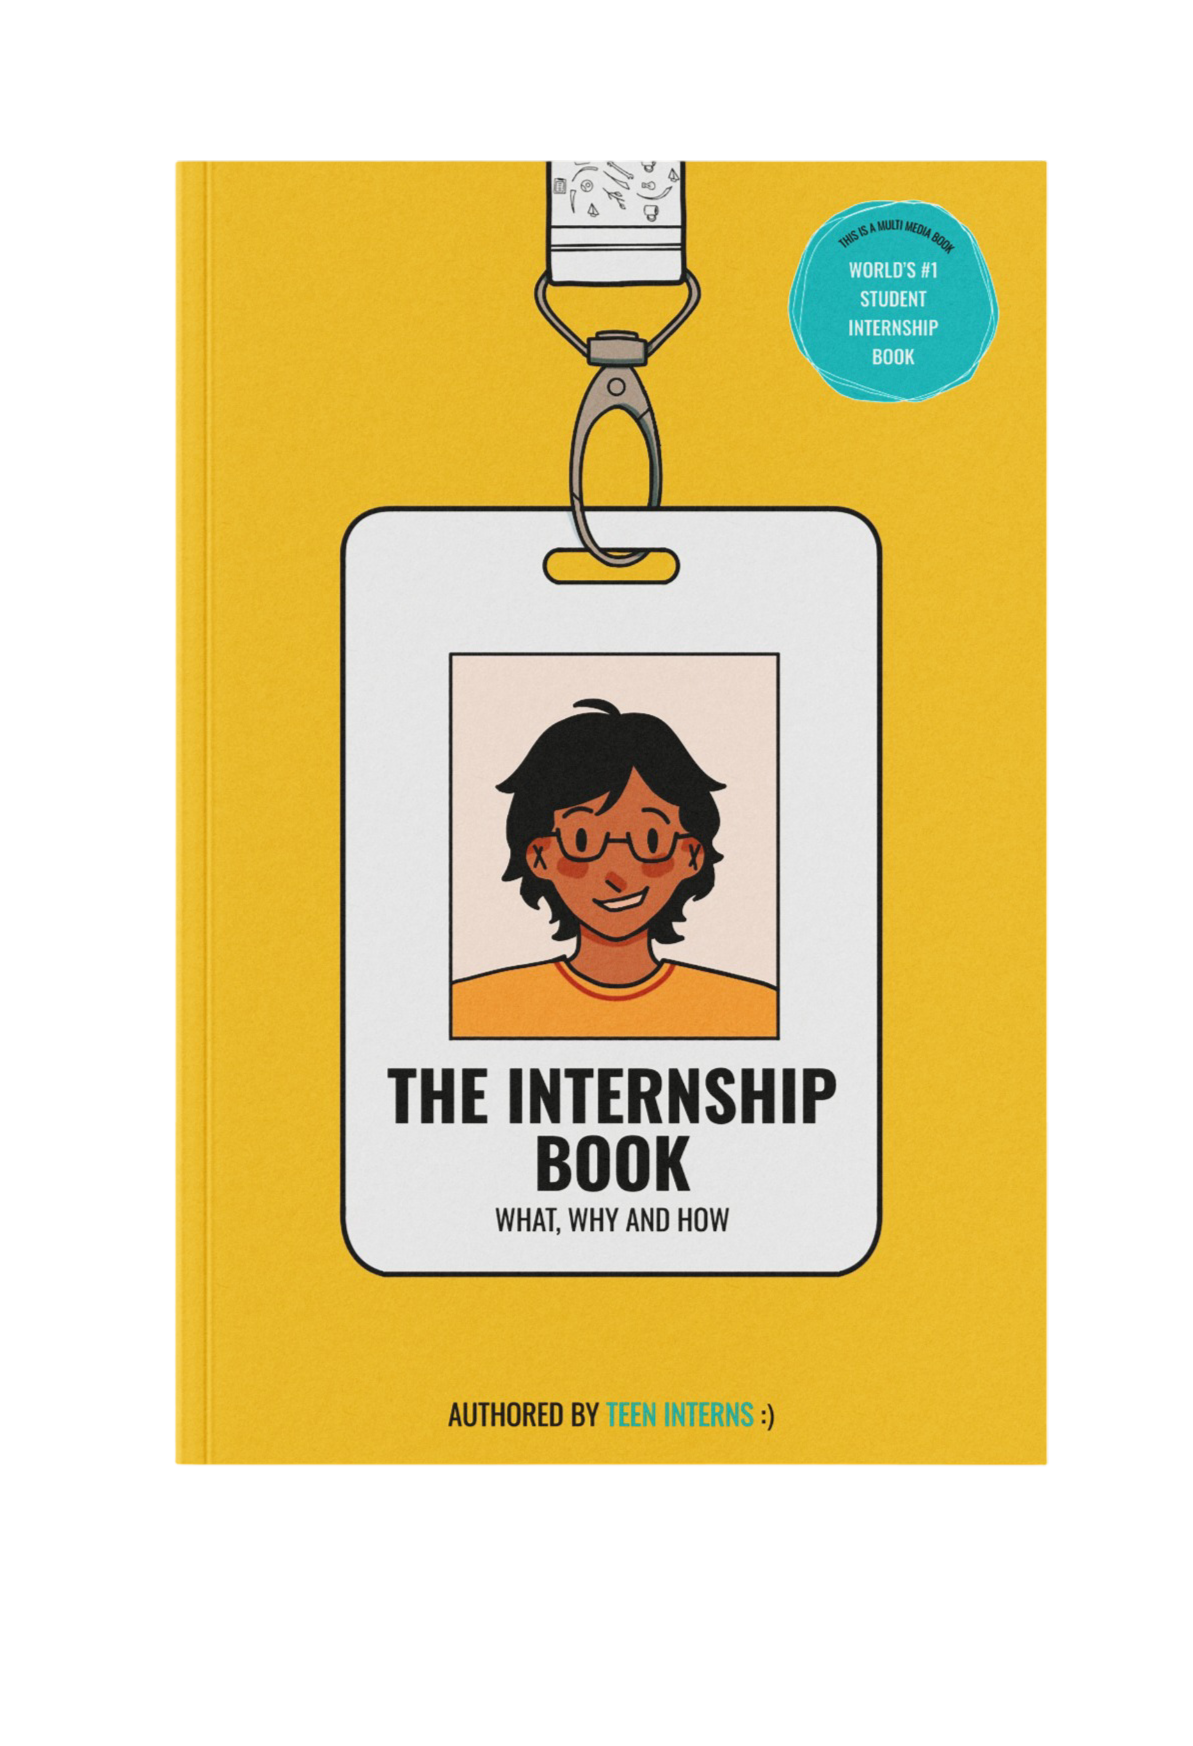 THIS IS A MULTI MEDIA BOOK
WORLD'S #1
STUDENT
INTERNSHIP
BOOK
THE INTERNSHIP
BOOK
WHAT, WHY AND HOW
AUTHORED BY TEEN INTERNS :)